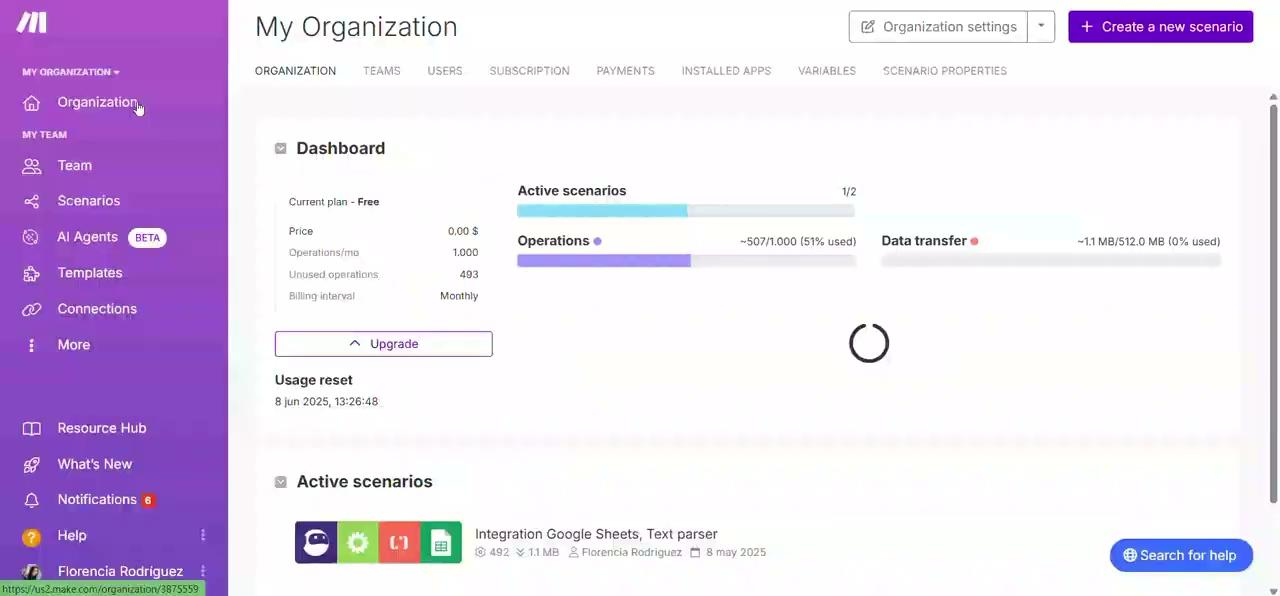 My Organization
Organization settings
Create a new scenario
MY ORGANIZATION
Organization
MY TEAM
Team
Scenarios
AI Agents BETA
Templates
Connections
More
Resource Hub
What's New
Notifications 6
Help
Florencia Rodríguez
https://us2.make.com/organization/3875559
ORGANIZATION TEAMS USERS SUBSCRIPTION PAYMENTS INSTALLED APPS VARIABLES SCENARIO PROPERTIES
Dashboard
Current plan - Free
Price 0,00 $
Operations/mo 1.000
Unused operations 493
Billing interval Monthly
Upgrade
Usage reset
8 jun 2025, 13:26:48
Active scenarios 1/2
Operations ~507/1.000 (51% used)
Data transfer ~1.1 MB/512.0 MB (0% used)
Active scenarios
Integration Google Sheets, Text parser
492 1.1 MB Florencia Rodríguez 8 may 2025
Search for help